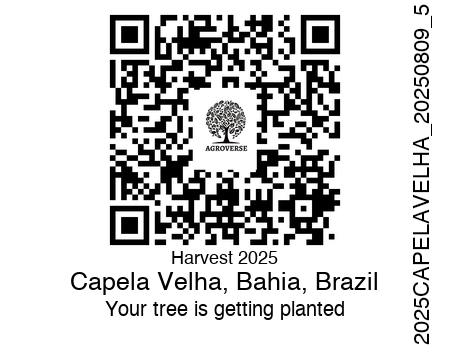 AGROVERSE
Harvest 2025
Capela Velha, Bahia, Brazil
Your tree is getting planted
2025CAPELAVELHA_20250809_5